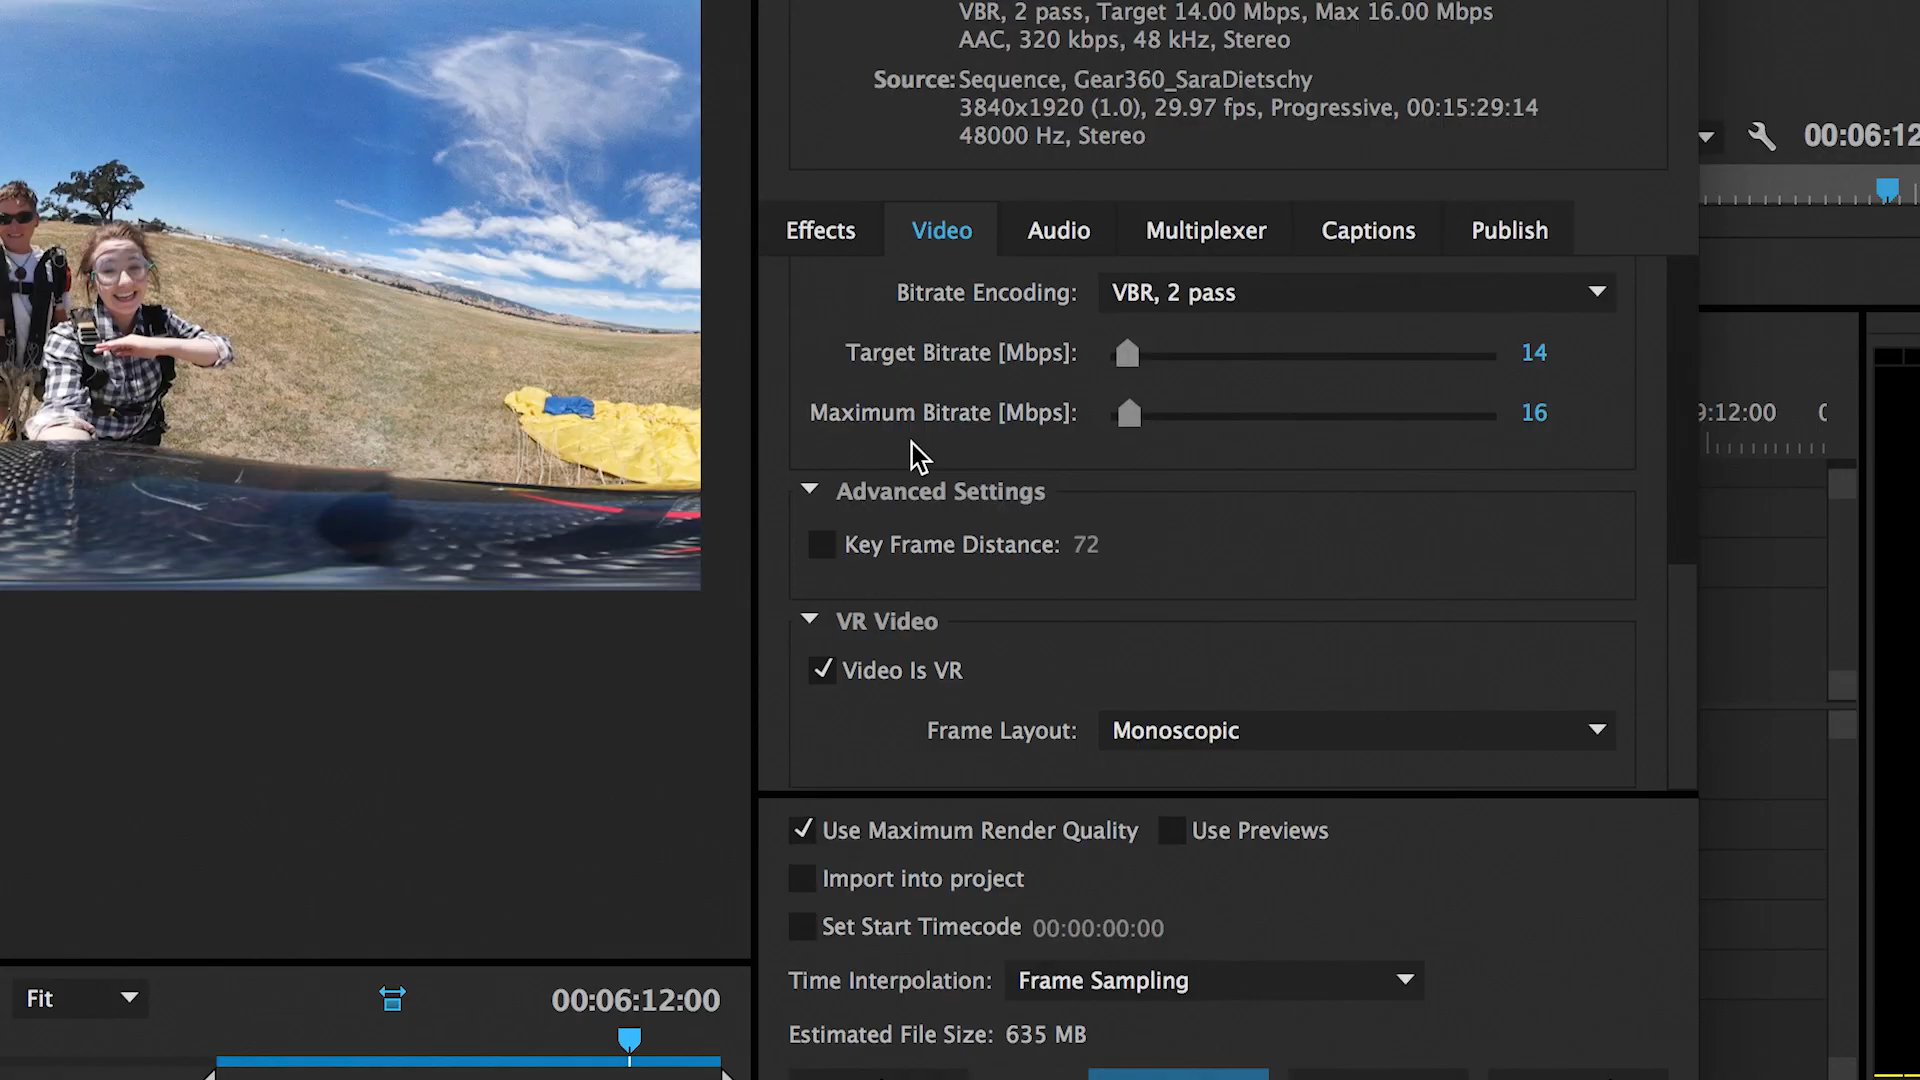 VBR, 2 pass, Target 14.00 Mbps, Max 16.00 Mbps
AAC, 320 kbps, 48 kHz, Stereo
Source: Sequence, Gear360_SaraDietschy
3840x1920 (1.0), 29.97 fps, Progressive, 00:15:29:14
48000 Hz, Stereo
00:06:12
Effects Video Audio Multiplexer Captions Publish
Bitrate Encoding: VBR, 2 pass
Target Bitrate [Mbps]: 14
Maximum Bitrate [Mbps]: 16
9:12:00
Advanced Settings
Key Frame Distance: 72
VR Video
Video Is VR
Frame Layout: Monoscopic
Use Maximum Render Quality Use Previews
Import into project
Set Start Timecode 00:00:00:00
Time Interpolation: Frame Sampling
Fit 00:06:12:00
Estimated File Size: 635 MB